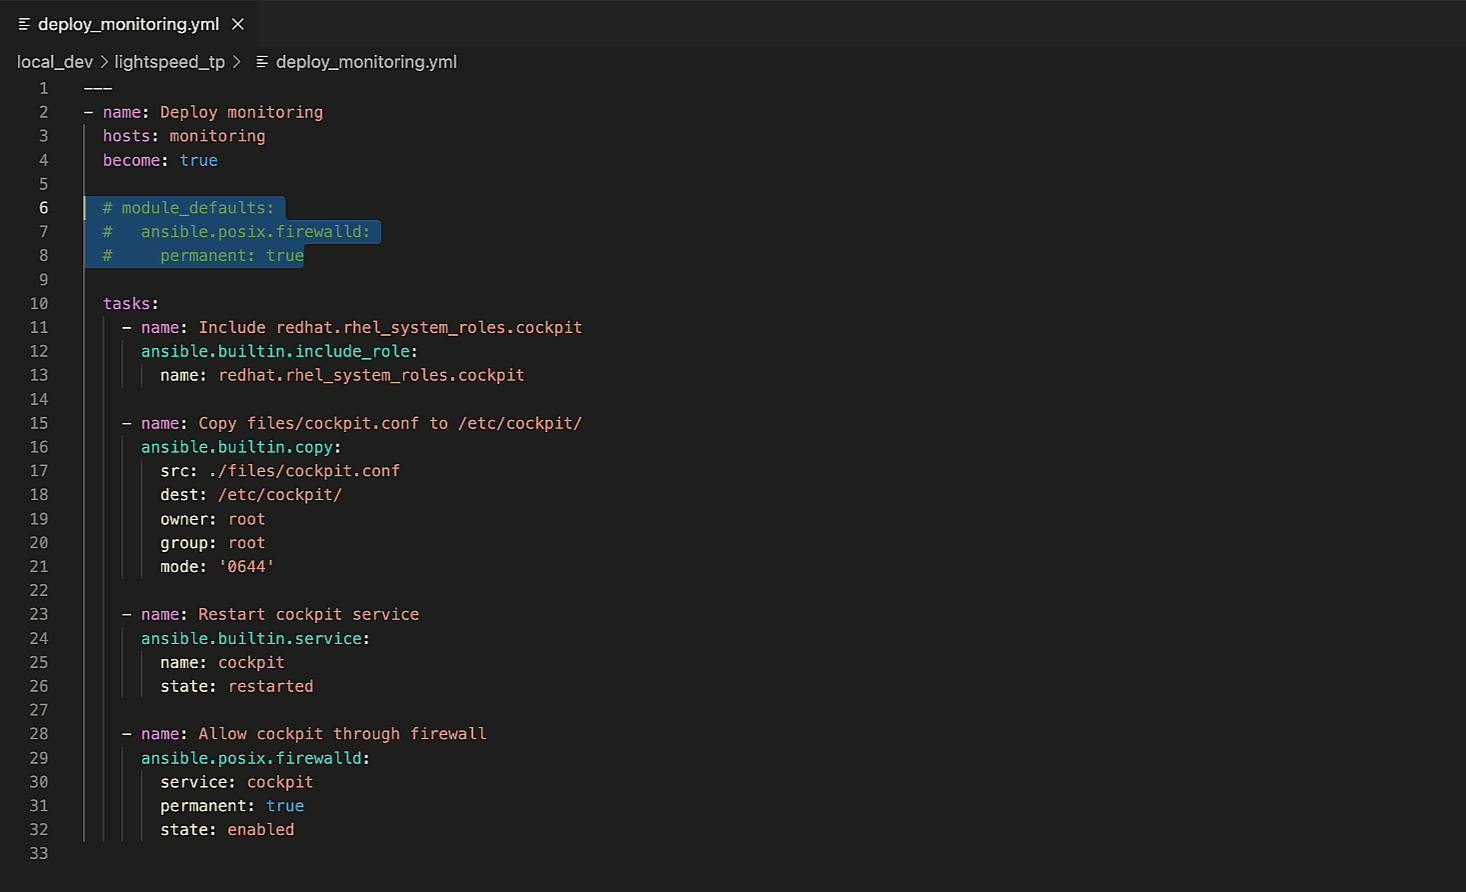 deploy_monitoring.yml
local_dev > lightspeed_tp > deploy_monitoring.yml
1 ---
2 - name: Deploy monitoring
3   hosts: monitoring
4   become: true
5
6   # module_defaults:
7   #   ansible.posix.firewalld:
8   #     permanent: true
9
10   tasks:
11     - name: Include redhat.rhel_system_roles.cockpit
12       ansible.builtin.include_role:
13         name: redhat.rhel_system_roles.cockpit
14
15     - name: Copy files/cockpit.conf to /etc/cockpit/
16       ansible.builtin.copy:
17         src: ./files/cockpit.conf
18         dest: /etc/cockpit/
19         owner: root
20         group: root
21         mode: '0644'
22
23     - name: Restart cockpit service
24       ansible.builtin.service:
25         name: cockpit
26         state: restarted
27
28     - name: Allow cockpit through firewall
29       ansible.posix.firewalld:
30         service: cockpit
31         permanent: true
32         state: enabled
33